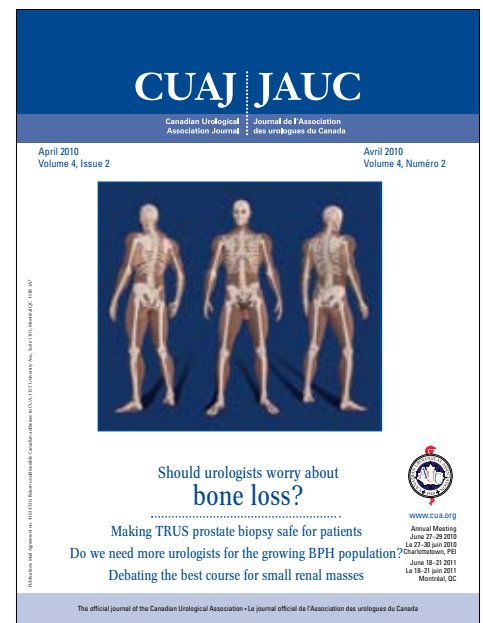 CUAJ JAUC
Canadian Urological
Association Journal
Journal de l'Association
des urologues du Canada
April 2010
Volume 4, Issue 2
Avril 2010
Volume 4, Numéro 2
Should urologists worry about
bone loss?
Making TRUS prostate biopsy safe for patients
Do we need more urologists for the growing BPH population?
Debating the best course for small renal masses
www.cua.org
Annual Meeting
June 27–29 2010
Le 27–30 juin 2010
Charlottetown, PEI
June 18–21 2011
Le 18–21 juin 2011
Montréal, QC
The official journal of the Canadian Urological Association • Le journal officiel de l'Association des urologues du Canada